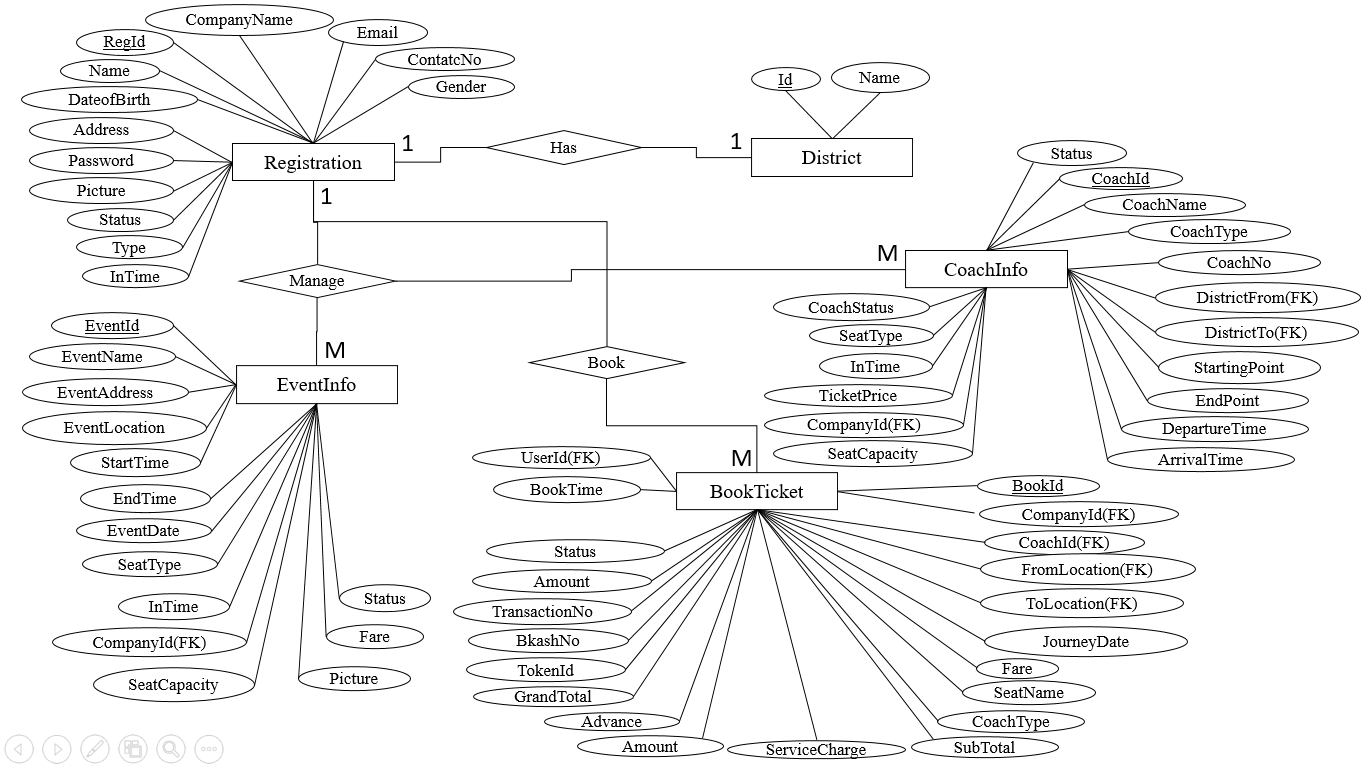 CompanyName
RegId
Email
Name
ContatcNo
DateofBirth
Gender
Address
Password
Picture
Status
Type
InTime
Registration
1
Has
1
District
Id
Name
1
Manage
M
EventInfo
EventId
EventName
EventAddress
EventLocation
StartTime
EndTime
EventDate
SeatType
InTime
CompanyId(FK)
SeatCapacity
Status
Fare
Picture
Book
M
CoachInfo
Status
CoachId
CoachName
CoachType
CoachNo
DistrictFrom(FK)
DistrictTo(FK)
StartingPoint
EndPoint
DepartureTime
ArrivalTime
CoachStatus
SeatType
InTime
TicketPrice
CompanyId(FK)
SeatCapacity
M
BookTicket
UserId(FK)
BookTime
Status
Amount
TransactionNo
BkashNo
TokenId
GrandTotal
Advance
Amount
ServiceCharge
SubTotal
CoachType
SeatName
Fare
JourneyDate
ToLocation(FK)
FromLocation(FK)
CoachId(FK)
CompanyId(FK)
BookId